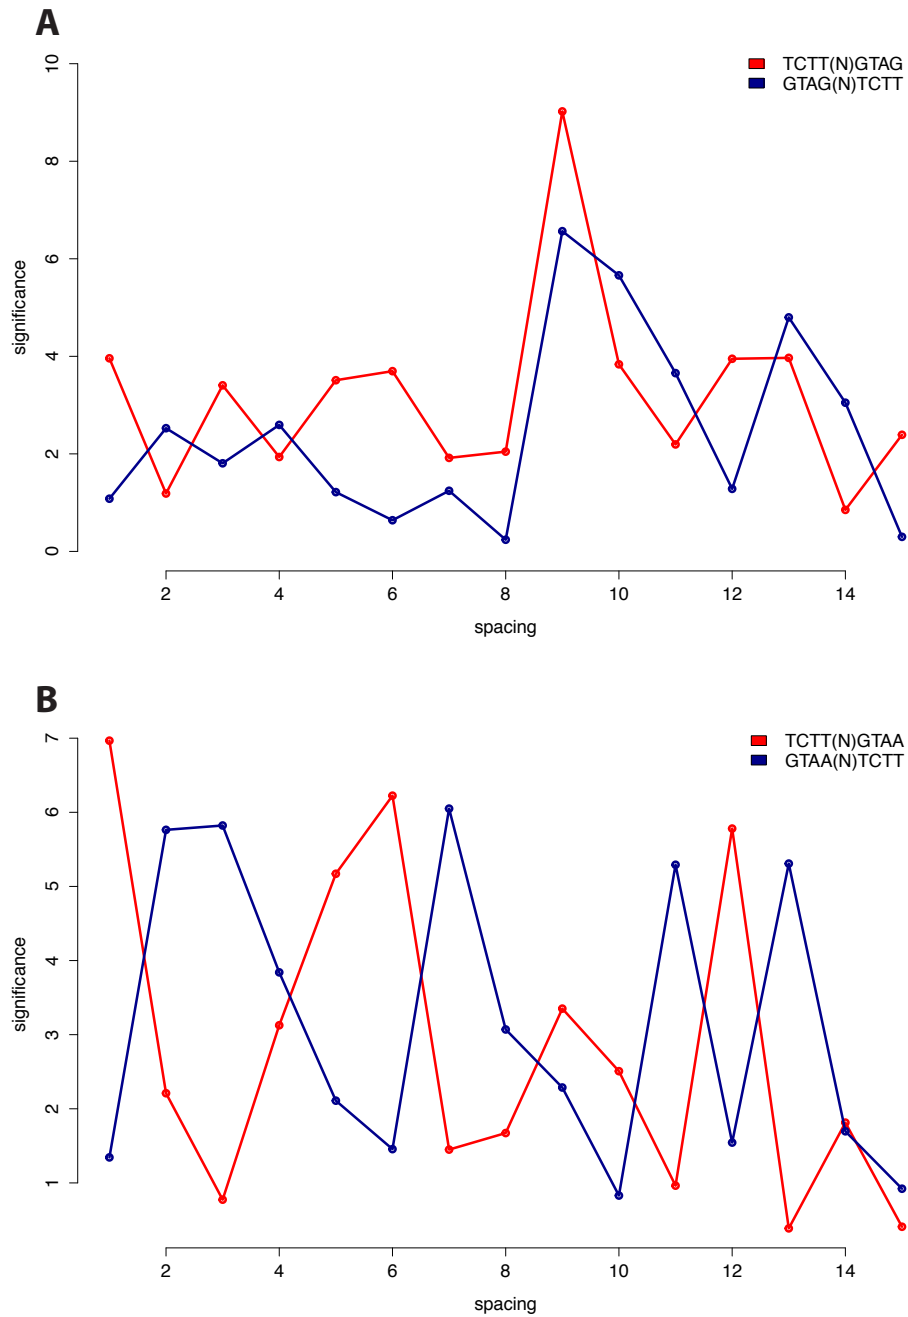 A
TCTT(N)GTAG
GTAG(N)TCTT
10
8
6
4
2
0
significance
2 4 6 8 10 12 14
spacing
B
TCTT(N)GTAA
GTAA(N)TCTT
7
6
5
4
3
2
1
significance
2 4 6 8 10 12 14
spacing